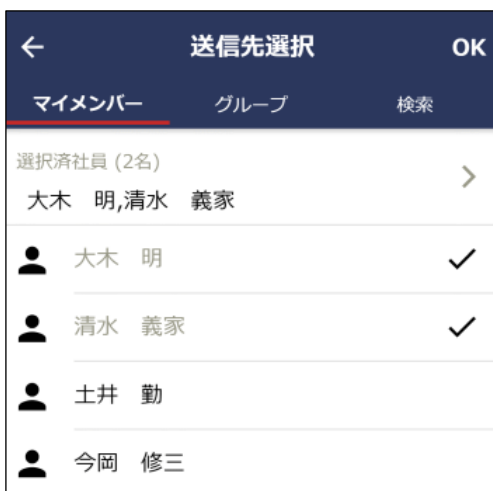 送信先選択 OK
マイメンバー グループ 検索
選択済社員 (2名)
大木　明,清水　義家
大木　明
清水　義家
土井　勤
今岡　修三